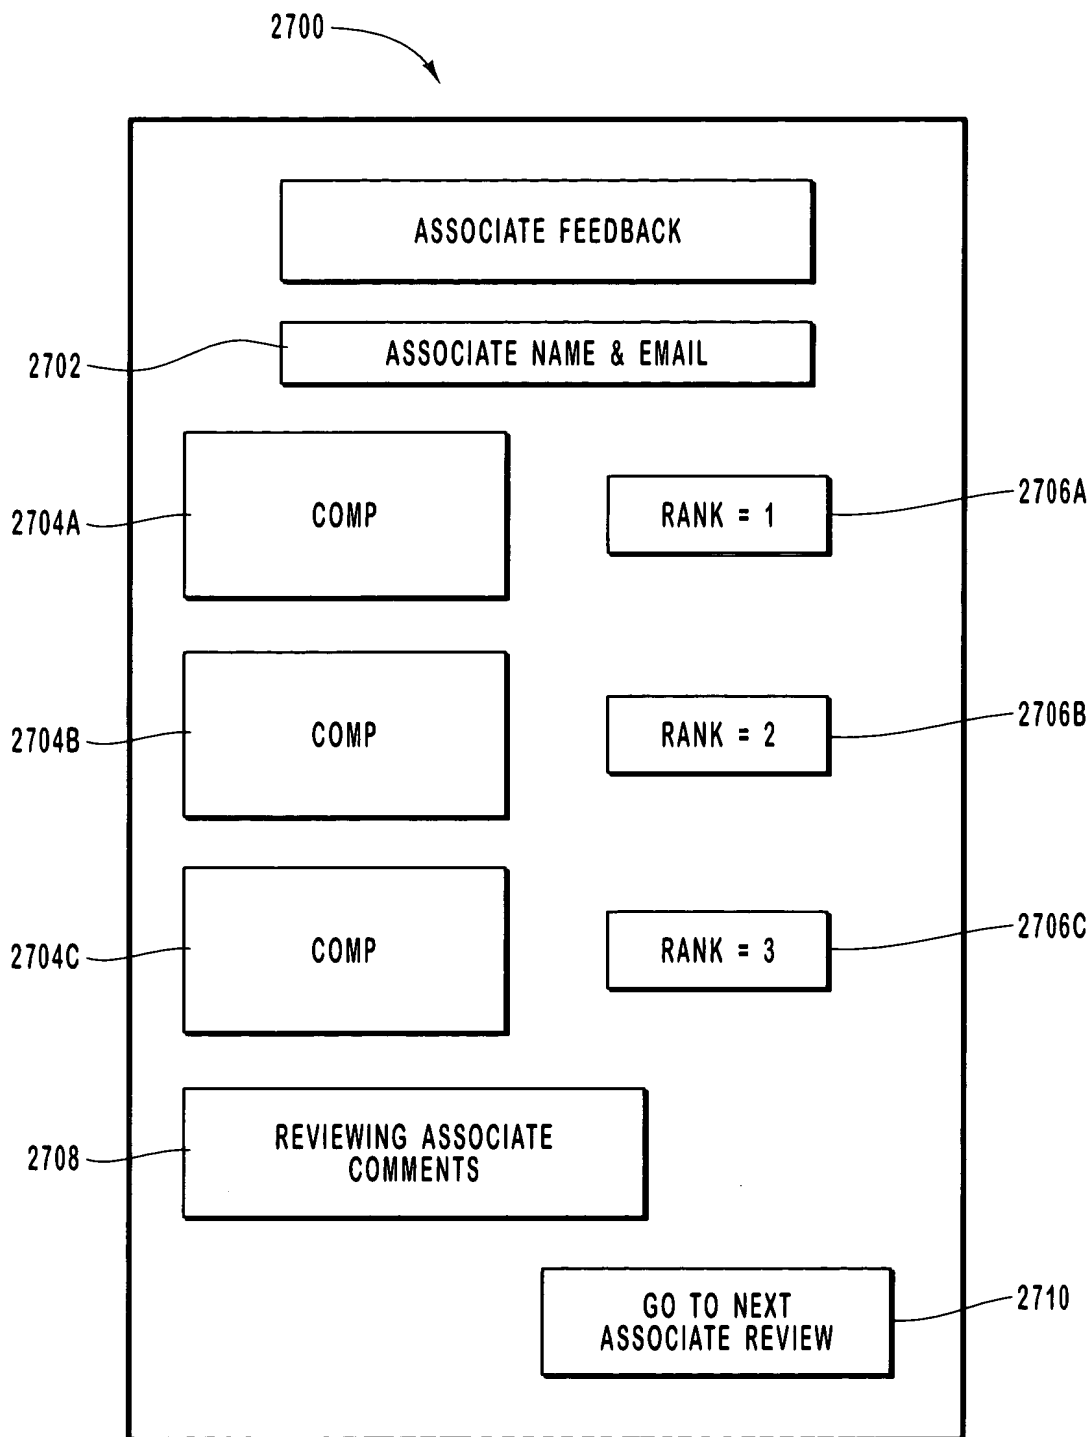 2700
ASSOCIATE FEEDBACK
2702
ASSOCIATE NAME & EMAIL
2704A
COMP
RANK = 1
2706A
2704B
COMP
RANK = 2
2706B
2704C
COMP
RANK = 3
2706C
2708
REVIEWING ASSOCIATE
COMMENTS
GO TO NEXT
ASSOCIATE REVIEW
2710